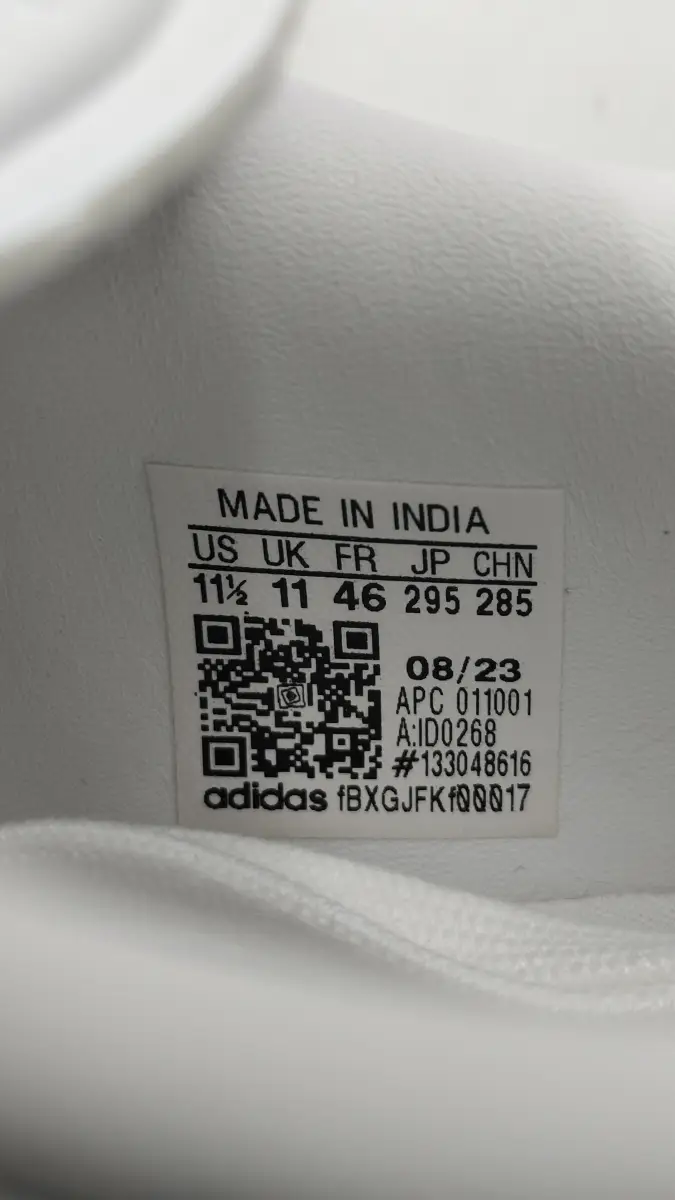 MADE IN INDIA
US UK FR JP CHN
11½ 11 46 295 285
08/23
APC 011001
A:ID0268
#133048616
adidas fBXGJFKf00017